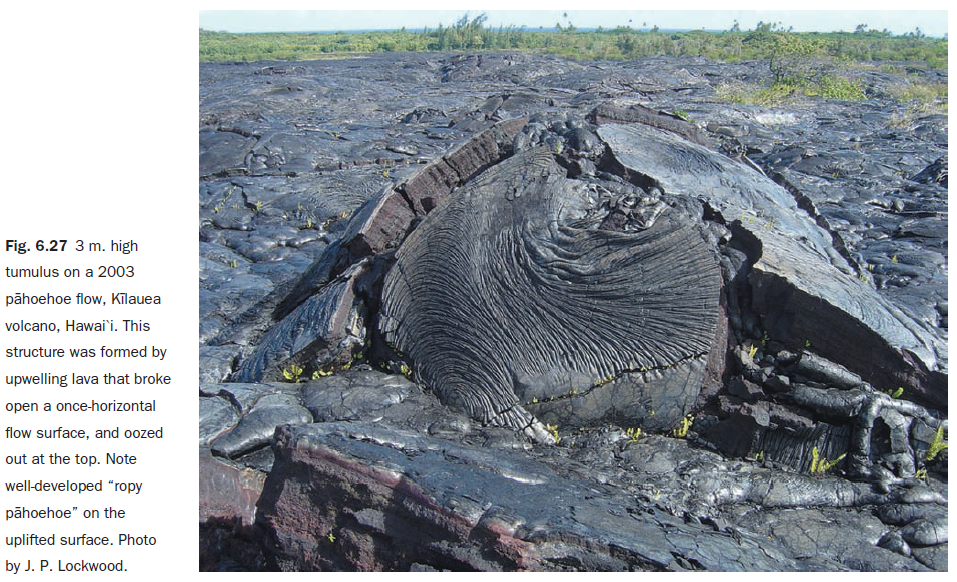 Fig. 6.27 3 m. high
tumulus on a 2003
pāhoehoe flow, Kīlauea
volcano, Hawai`i. This
structure was formed by
upwelling lava that broke
open a once-horizontal
flow surface, and oozed
out at the top. Note
well-developed “ropy
pāhoehoe” on the
uplifted surface. Photo
by J. P. Lockwood.